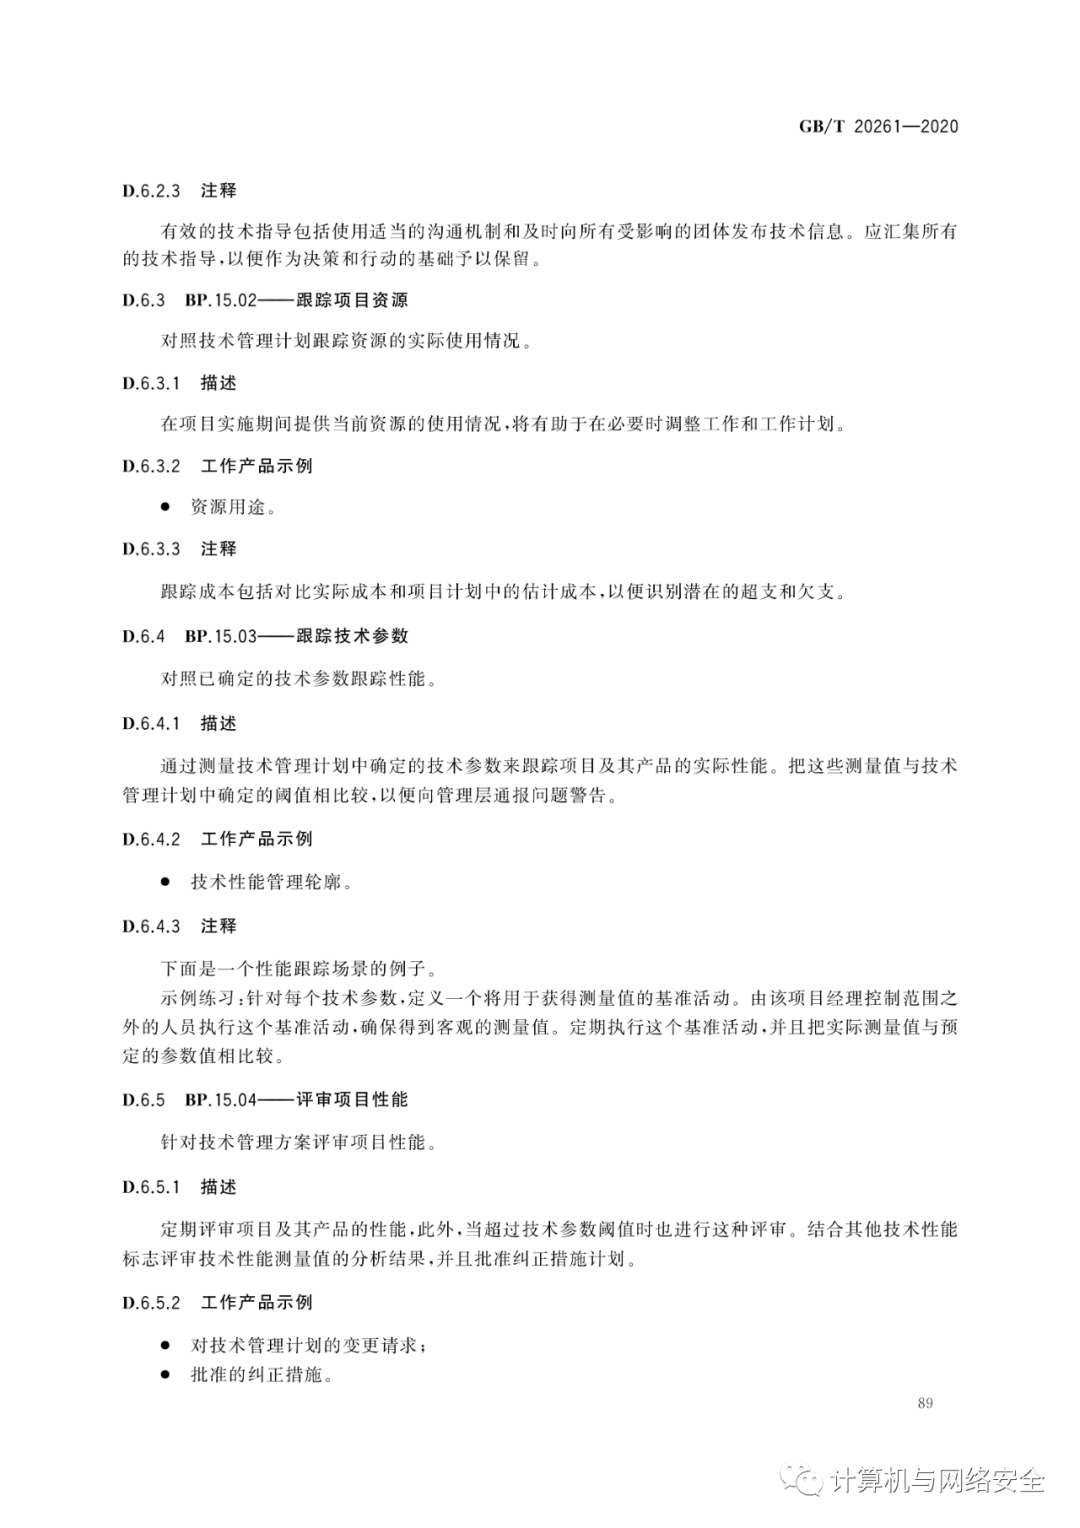 GB/T 20261—2020
D.6.2.3 注释
有效的技术指导包括使用适当的沟通机制和及时向所有受影响的团体发布技术信息。应汇集所有
的技术指导,以便作为决策和行动的基础予以保留。
D.6.3 BP.15.02——跟踪项目资源
对照技术管理计划跟踪资源的实际使用情况。
D.6.3.1 描述
在项目实施期间提供当前资源的使用情况,将有助于在必要时调整工作和工作计划。
D.6.3.2 工作产品示例
● 资源用途。
D.6.3.3 注释
跟踪成本包括对比实际成本和项目计划中的估计成本,以便识别潜在的超支和欠支。
D.6.4 BP.15.03——跟踪技术参数
对照已确定的技术参数跟踪性能。
D.6.4.1 描述
通过测量技术管理计划中确定的技术参数来跟踪项目及其产品的实际性能。把这些测量值与技术
管理计划中确定的阈值相比较,以便向管理层通报问题警告。
D.6.4.2 工作产品示例
● 技术性能管理轮廓。
D.6.4.3 注释
下面是一个性能跟踪场景的例子。
示例练习:针对每个技术参数,定义一个将用于获得测量值的基准活动。由该项目经理控制范围之
外的人员执行这个基准活动,确保得到客观的测量值。定期执行这个基准活动,并且把实际测量值与预
定的参数值相比较。
D.6.5 BP.15.04——评审项目性能
针对技术管理方案评审项目性能。
D.6.5.1 描述
定期评审项目及其产品的性能,此外,当超过技术参数阈值时也进行这种评审。结合其他技术性能
标志评审技术性能测量值的分析结果,并且批准纠正措施计划。
D.6.5.2 工作产品示例
● 对技术管理计划的变更请求;
● 批准的纠正措施。
89
计算机与网络安全